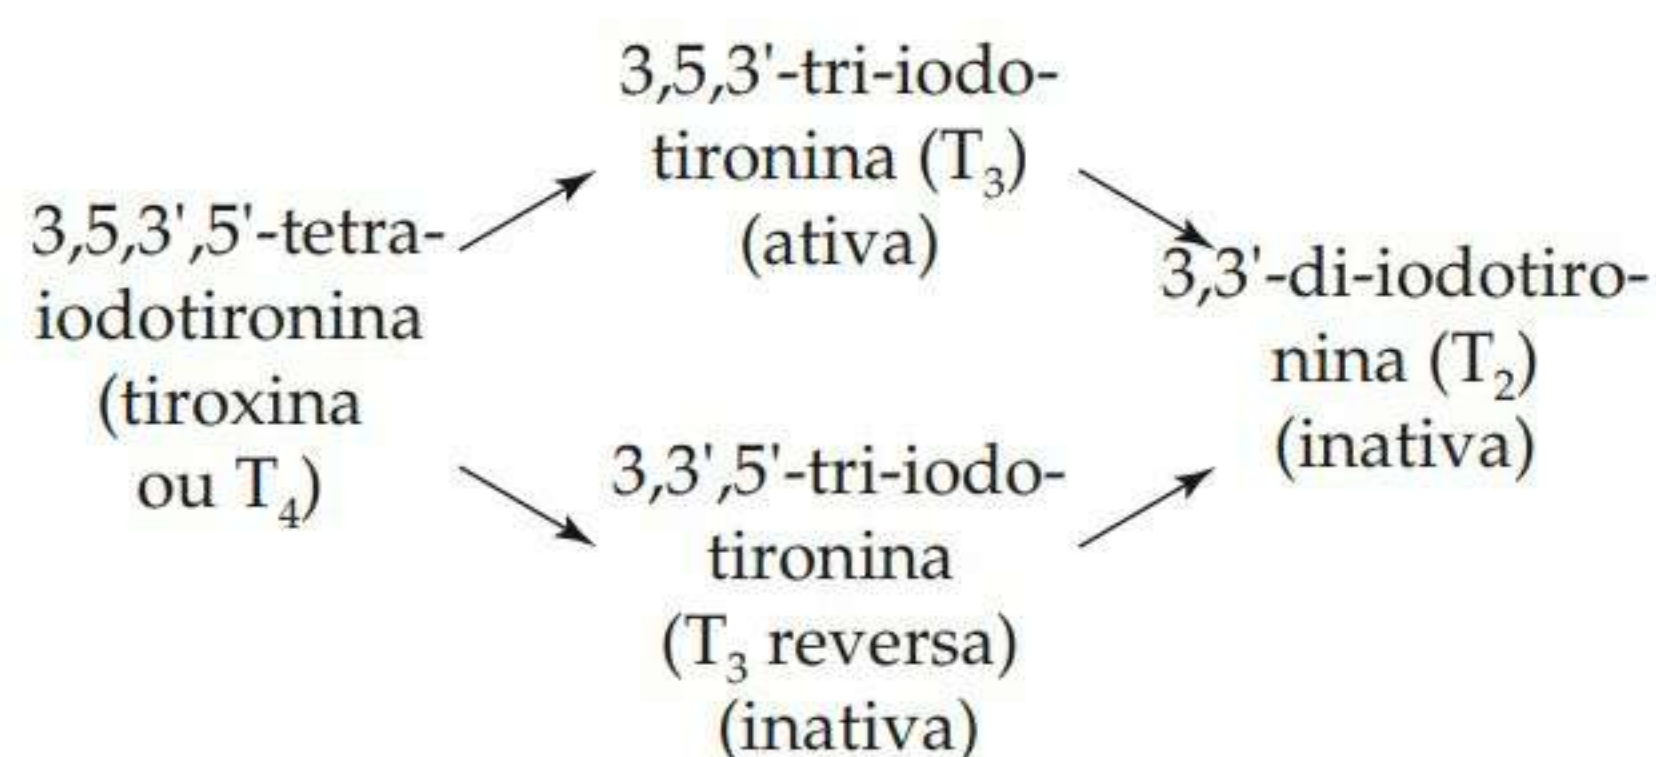 3,5,3',5'-tetra-
iodotironina
(tiroxina
ou T₄)
3,5,3'-tri-iodo-
tironina (T₃)
(ativa)
3,3',5'-tri-iodo-
tironina
(T₃ reversa)
(inativa)
3,3'-di-iodotiro-
nina (T₂)
(inativa)